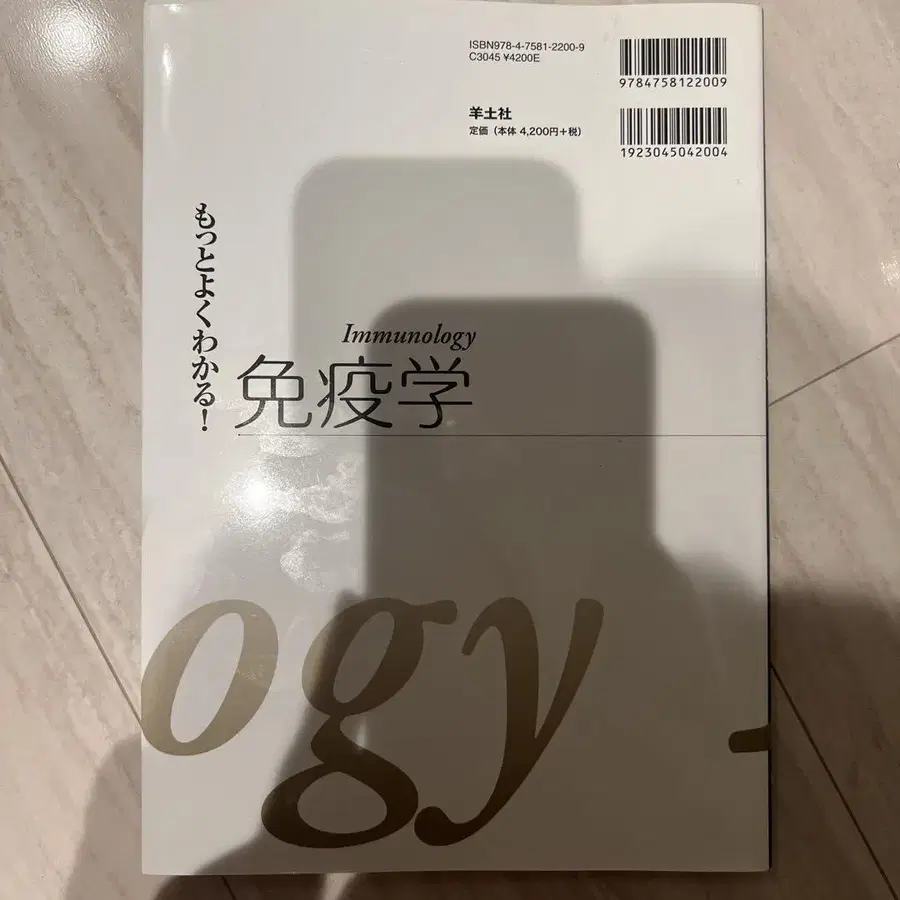 ISBN978-4-7581-2200-9
C3045 ¥4200E
9784758122009
羊土社
定価（本体 4,200円+税）
1923045042004
もっとよくわかる！
Immunology
免疫学
ogy -